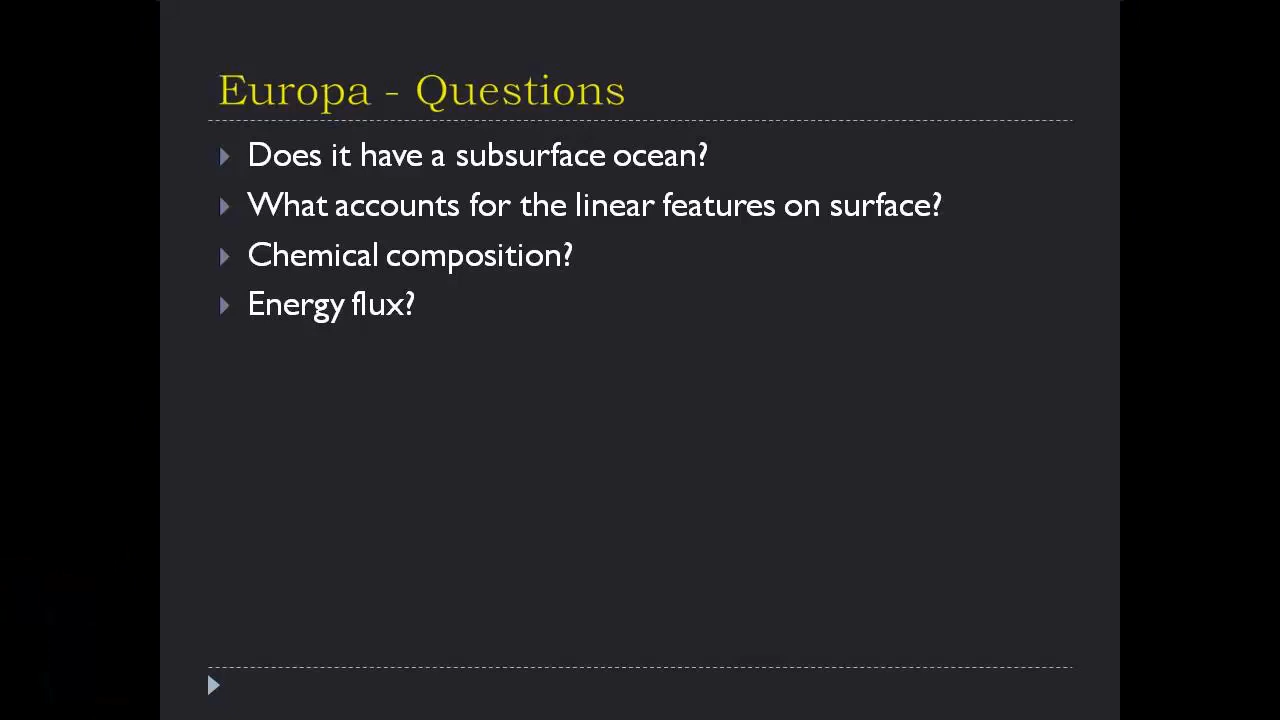 Europa - Questions
Does it have a subsurface ocean?
What accounts for the linear features on surface?
Chemical composition?
Energy flux?